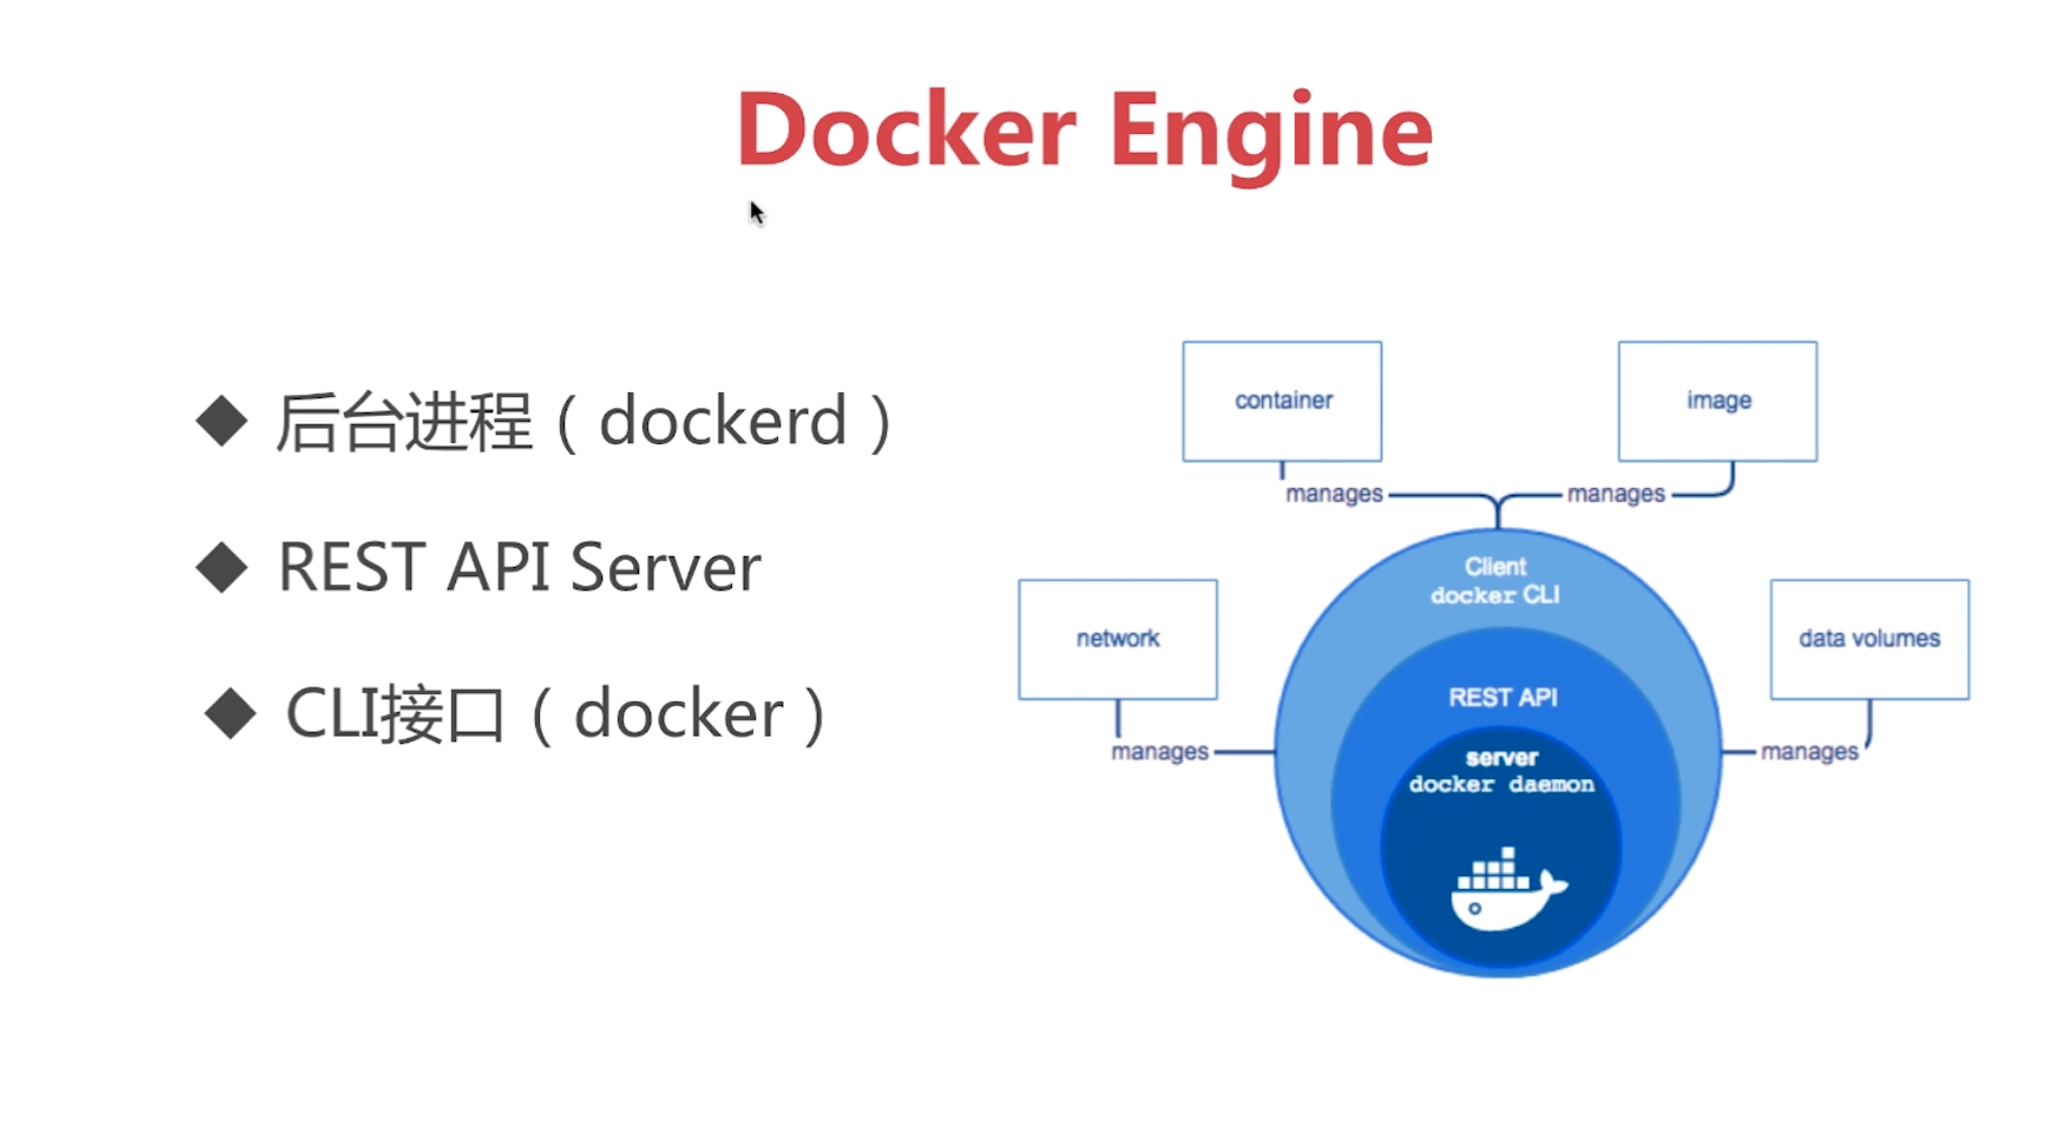 Docker Engine
后台进程（dockerd）
REST API Server
CLI接口（docker）
container
image
manages
manages
Client
docker CLI
network
data volumes
REST API
manages
manages
server
docker daemon